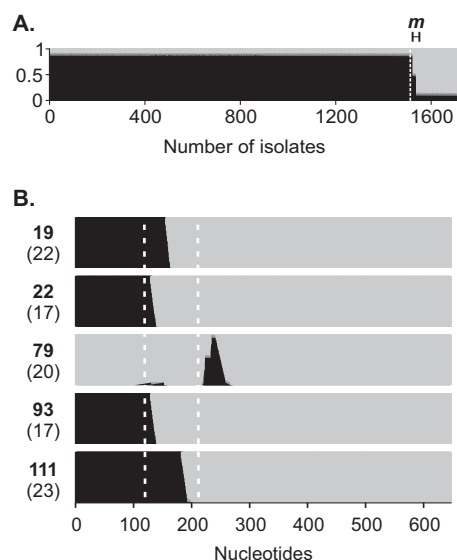 A.
m
H
1
0.5
0
0 400 800 1200 1600
Number of isolates
B.
19
(22)
22
(17)
79
(20)
93
(17)
111
(23)
0 100 200 300 400 500 600
Nucleotides